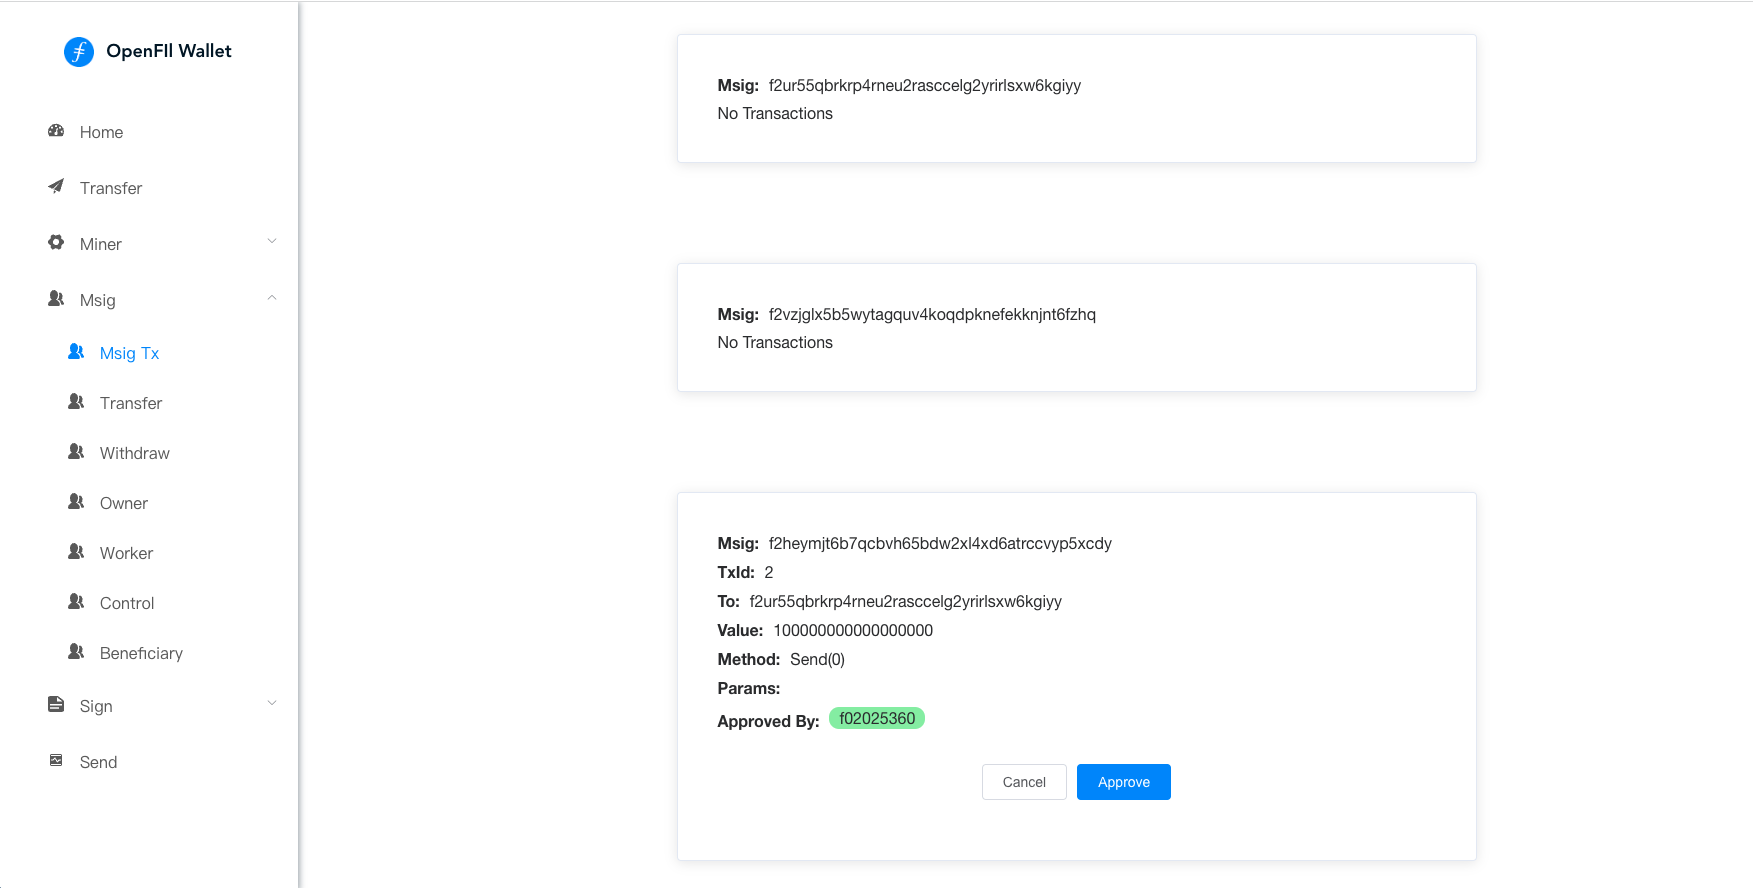 OpenFIl Wallet
Home
Transfer
Miner
Msig
Msig Tx
Transfer
Withdraw
Owner
Worker
Control
Beneficiary
Sign
Send
Msig: f2ur55qbrkrp4rneu2rasccelg2yrirlsxw6kgiyy
No Transactions
Msig: f2vzjglx5b5wytagquv4koqdpknefekknjnt6fzhq
No Transactions
Msig: f2heymjt6b7qcbvh65bdw2xl4xd6atrccvyp5xcdy
TxId: 2
To: f2ur55qbrkrp4rneu2rasccelg2yrirlsxw6kgiyy
Value: 100000000000000000
Method: Send(0)
Params:
Approved By: f02025360
Cancel
Approve